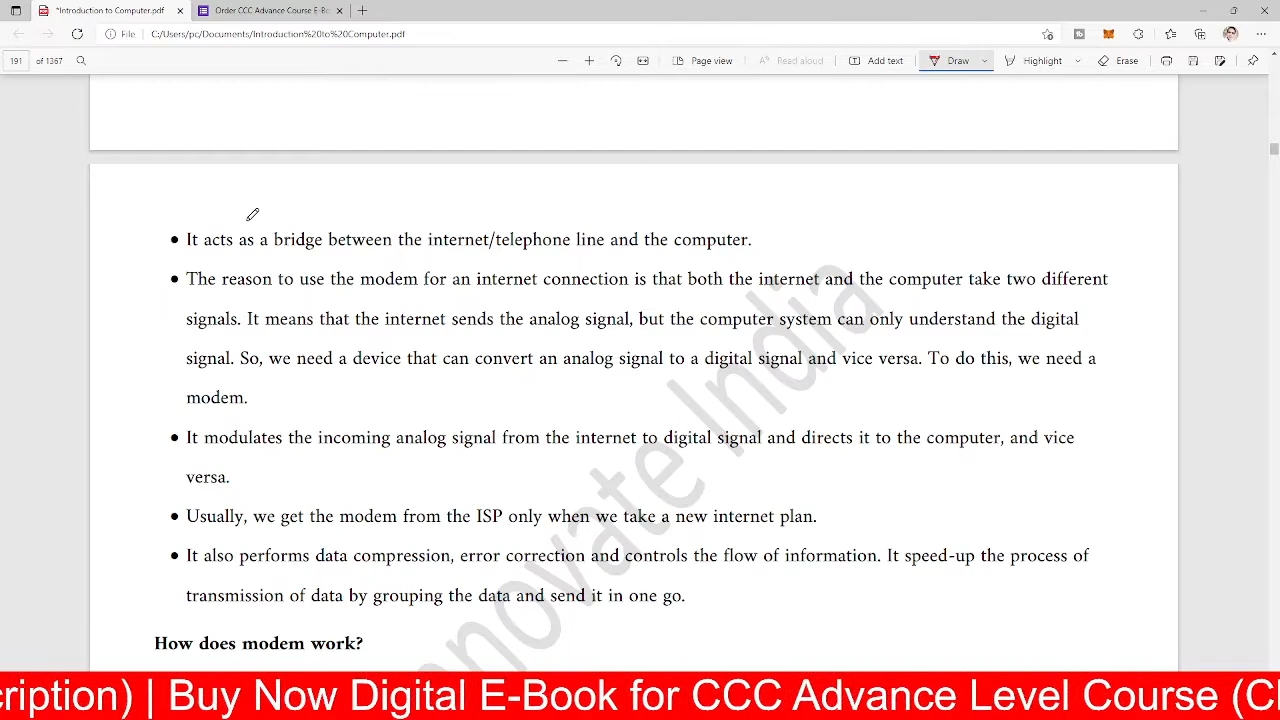 *Introduction to Computer.pdf
Order CCC Advance Course E-Bo
File
C:/Users/pc/Documents/Introduction%20to%20Computer.pdf
191 of 1367
Page view
Read aloud
Add text
Draw
Highlight
Erase
• It acts as a bridge between the internet/telephone line and the computer.
• The reason to use the modem for an internet connection is that both the internet and the computer take two different
signals. It means that the internet sends the analog signal, but the computer system can only understand the digital
signal. So, we need a device that can convert an analog signal to a digital signal and vice versa. To do this, we need a
modem.
• It modulates the incoming analog signal from the internet to digital signal and directs it to the computer, and vice
versa.
• Usually, we get the modem from the ISP only when we take a new internet plan.
• It also performs data compression, error correction and controls the flow of information. It speed-up the process of
transmission of data by grouping the data and send it in one go.
How does modem work?
novate India
cription) | Buy Now Digital E-Book for CCC Advance Level Course (Cl